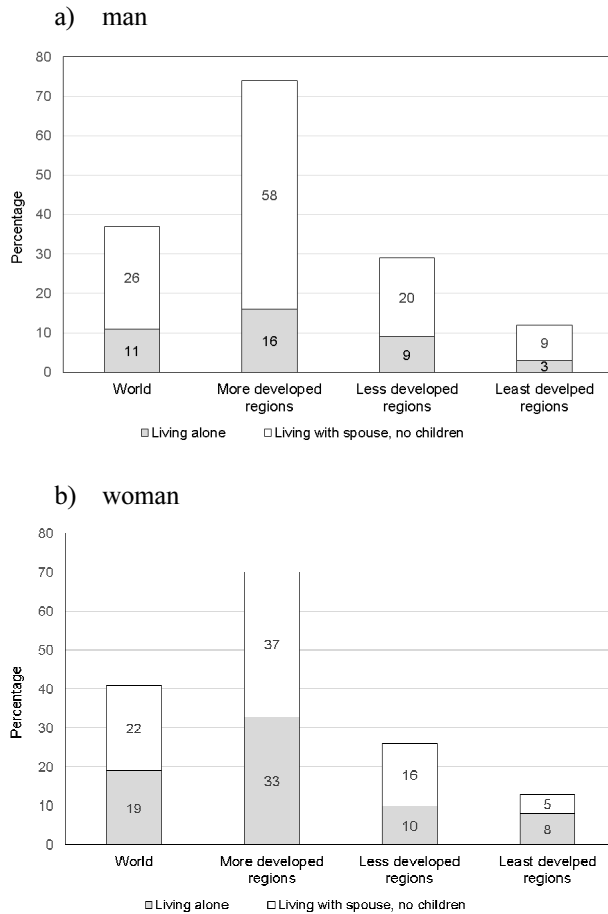 a) man
80
70
60
50
40
30
20
10
0
Percentage
26
11
58
16
20
9
9
3
World
More developed
regions
Less developed
regions
Least develped regions
Living alone
Living with spouse, no children
b) woman
80
70
60
50
40
30
20
10
0
Percentage
22
19
37
33
16
10
5
8
World
More developed
regions
Less developed
regions
Least develped regions
Living alone
Living with spouse, no children